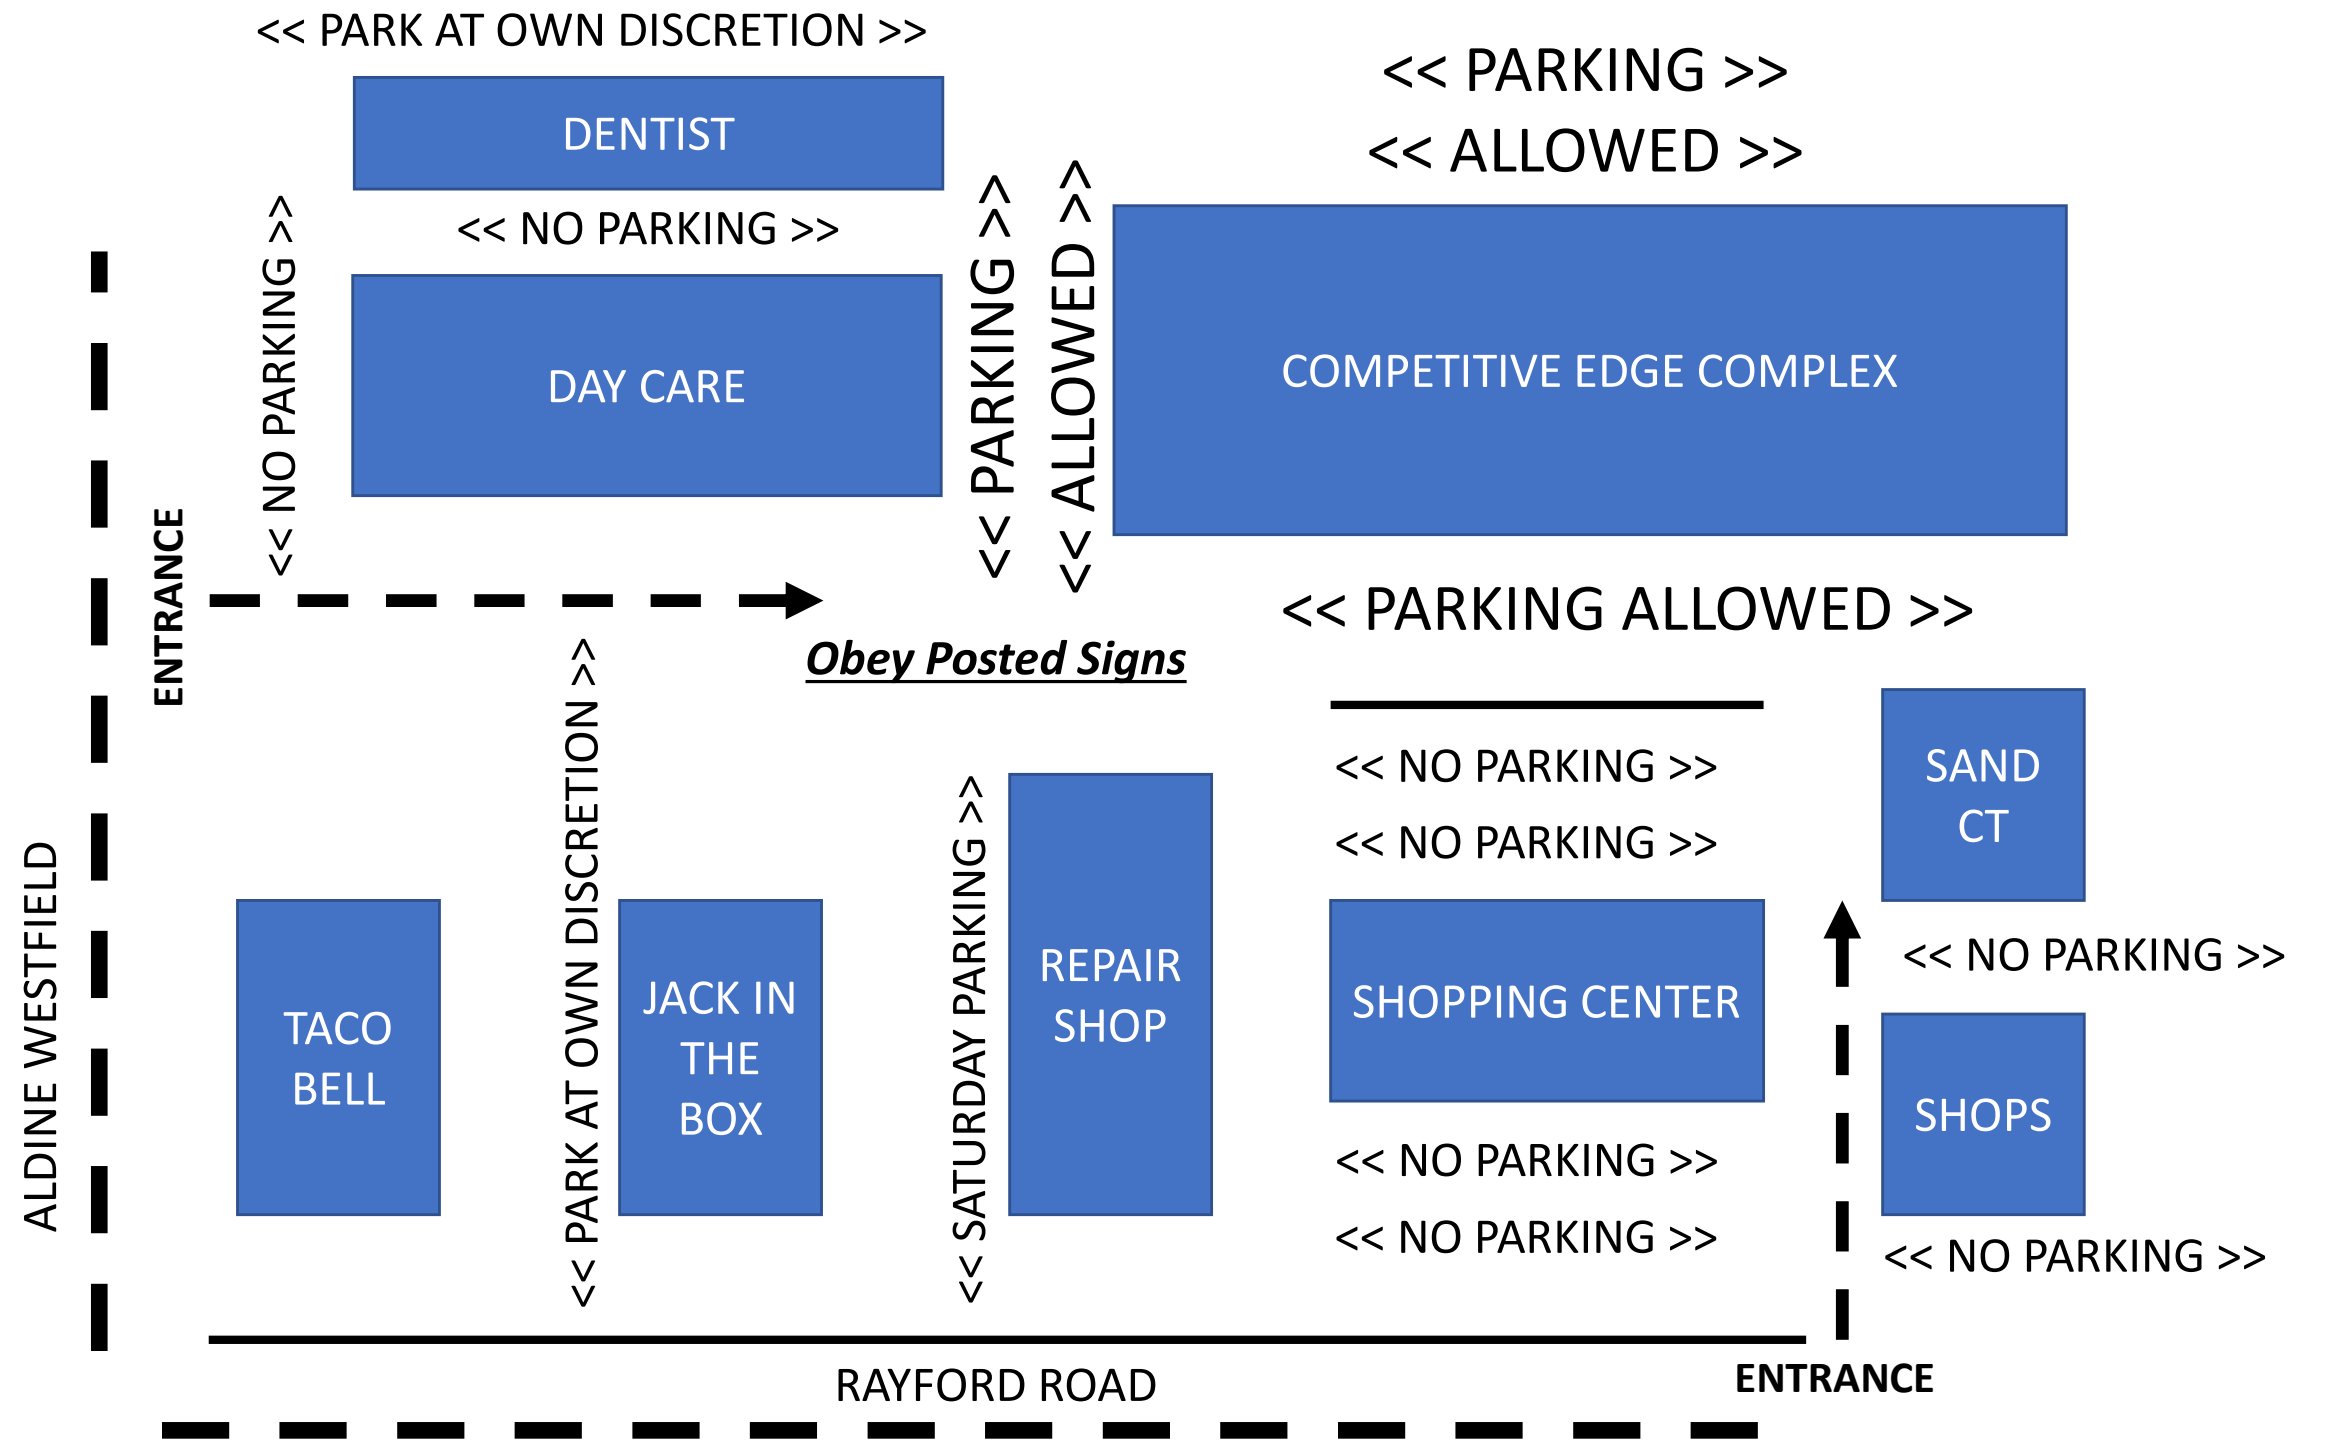 << PARK AT OWN DISCRETION >>
<< PARKING >>
<< ALLOWED >>
DENTIST
<< NO PARKING >>
<< NO PARKING >>
DAY CARE
<< PARKING >>
<< ALLOWED >>
COMPETITIVE EDGE COMPLEX
ENTRANCE
<< PARKING ALLOWED >>
Obey Posted Signs
<< PARK AT OWN DISCRETION >>
<< NO PARKING >>
<< NO PARKING >>
SAND
CT
ALDINE WESTFIELD
TACO
BELL
JACK IN
THE
BOX
<< SATURDAY PARKING >>
REPAIR
SHOP
SHOPPING CENTER
<< NO PARKING >>
SHOPS
<< NO PARKING >>
<< NO PARKING >>
<< NO PARKING >>
RAYFORD ROAD
ENTRANCE